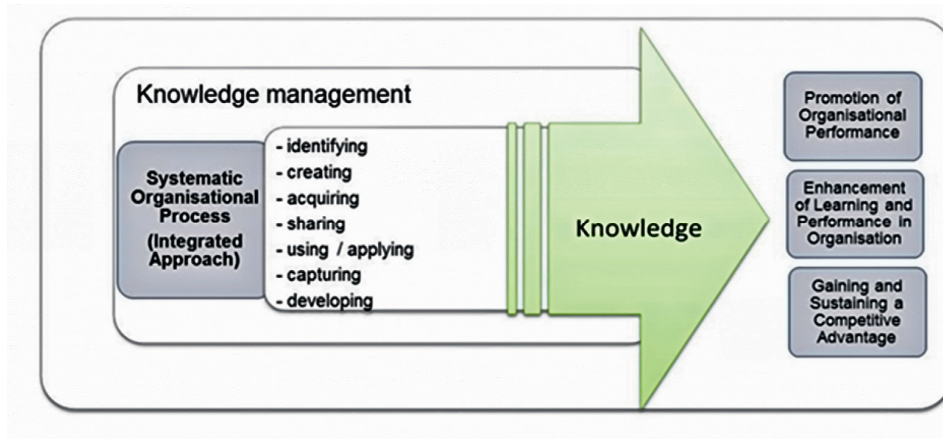 Knowledge management
Systematic
Organisational
Process
(Integrated
Approach)
- identifying
- creating
- acquiring
- sharing
- using / applying
- capturing
- developing
Knowledge
Promotion of
Organisational
Performance
Enhancement
of Learning and
Performance in
Organisation
Gaining and
Sustaining a
Competitive
Advantage